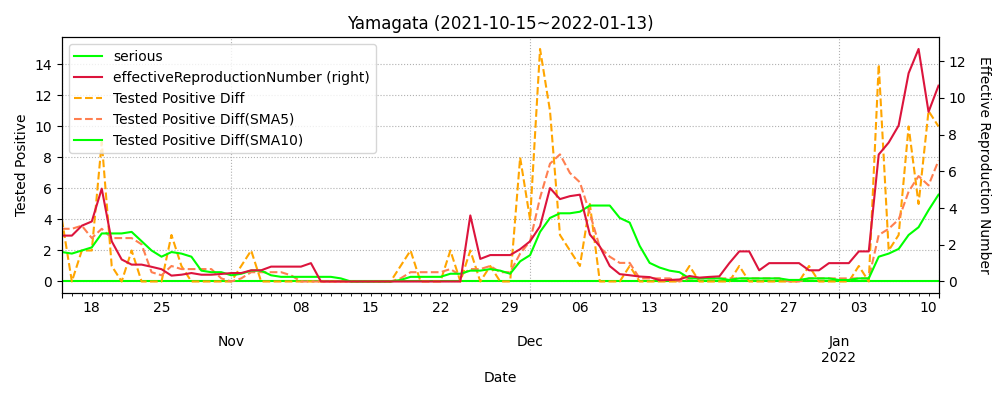 Yamagata (2021-10-15~2022-01-13)
serious
effectiveReproductionNumber (right)
Tested Positive Diff
Tested Positive Diff(SMA5)
Tested Positive Diff(SMA10)
Tested Positive
14
12
10
8
6
4
2
0
Effective Reproduction Number
12
10
8
6
4
2
0
18 25 08 15 22 29 06 13 20 27 03 10
Nov Dec Jan
2022
Date